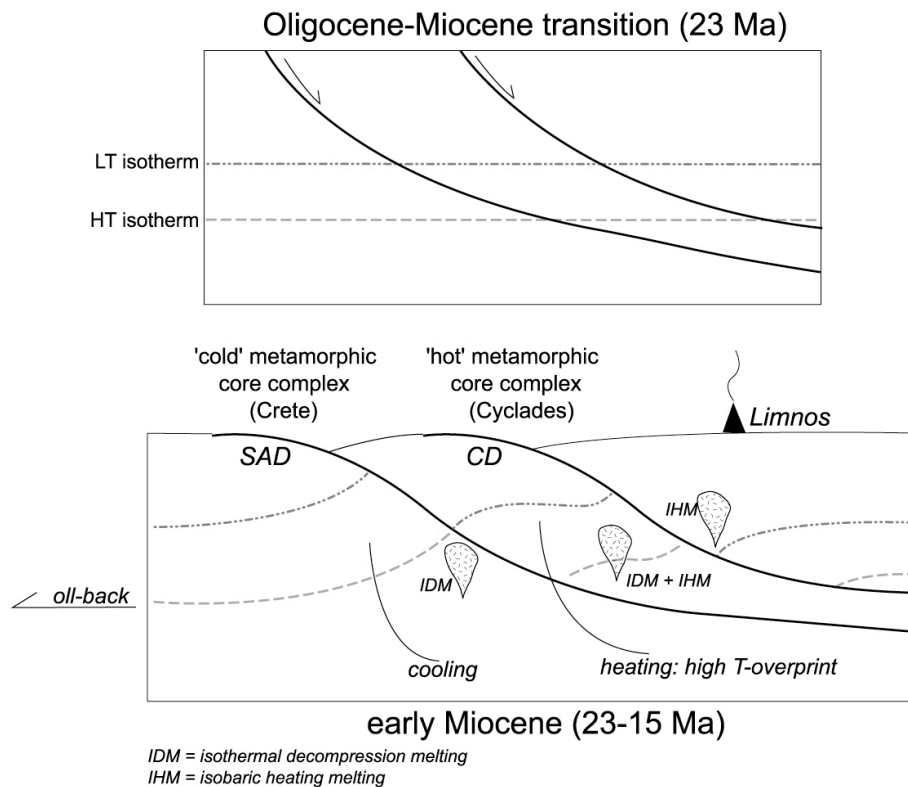 Oligocene-Miocene transition (23 Ma)
LT isotherm
HT isotherm
'cold' metamorphic
core complex
(Crete)
'hot' metamorphic
core complex
(Cyclades)
Limnos
SAD
CD
IHM
IDM
IDM + IHM
oll-back
cooling
heating: high T-overprint
early Miocene (23-15 Ma)
IDM = isothermal decompression melting
IHM = isobaric heating melting